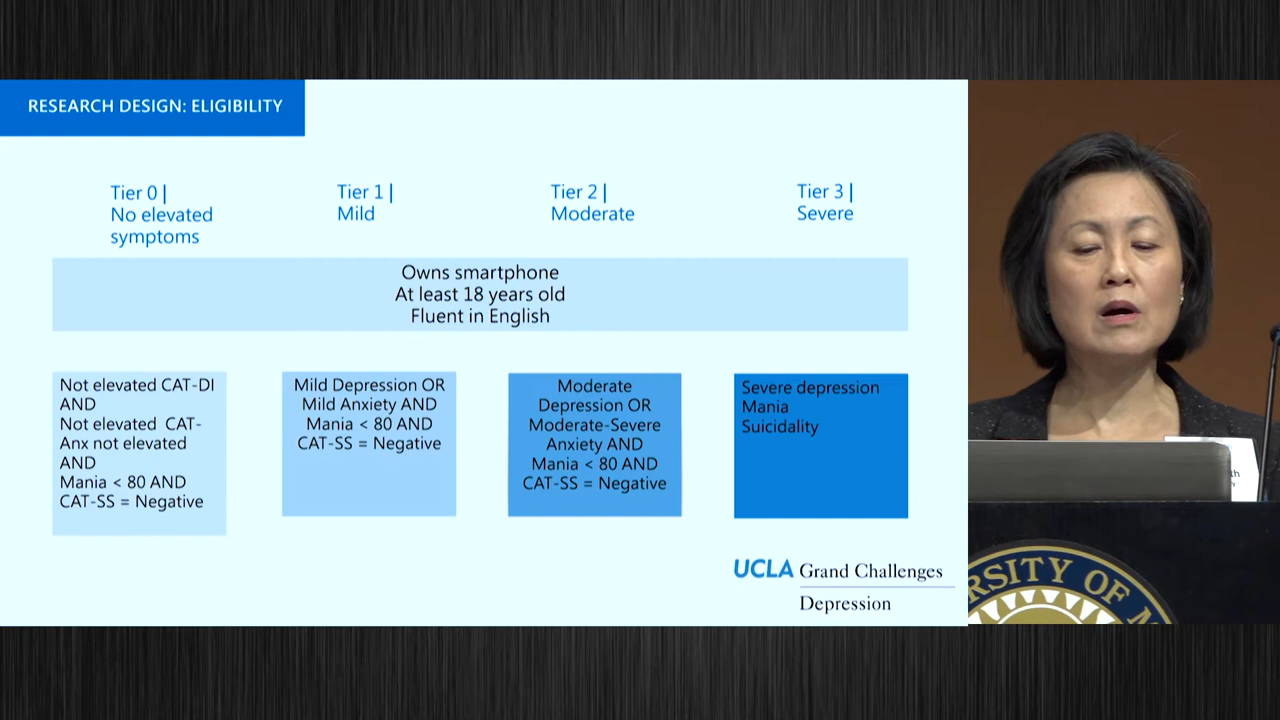 RESEARCH DESIGN: ELIGIBILITY
Tier 0 |
No elevated
symptoms
Tier 1 |
Mild
Tier 2 |
Moderate
Tier 3 |
Severe
Owns smartphone
At least 18 years old
Fluent in English
Not elevated CAT-DI
AND
Not elevated  CAT-
Anx not elevated
AND
Mania < 80 AND
CAT-SS = Negative
Mild Depression OR
Mild Anxiety AND
Mania < 80 AND
CAT-SS = Negative
Moderate
Depression OR
Moderate-Severe
Anxiety AND
Mania < 80 AND
CAT-SS = Negative
Severe depression
Mania
Suicidality
UCLA Grand Challenges
Depression
RSITY OF